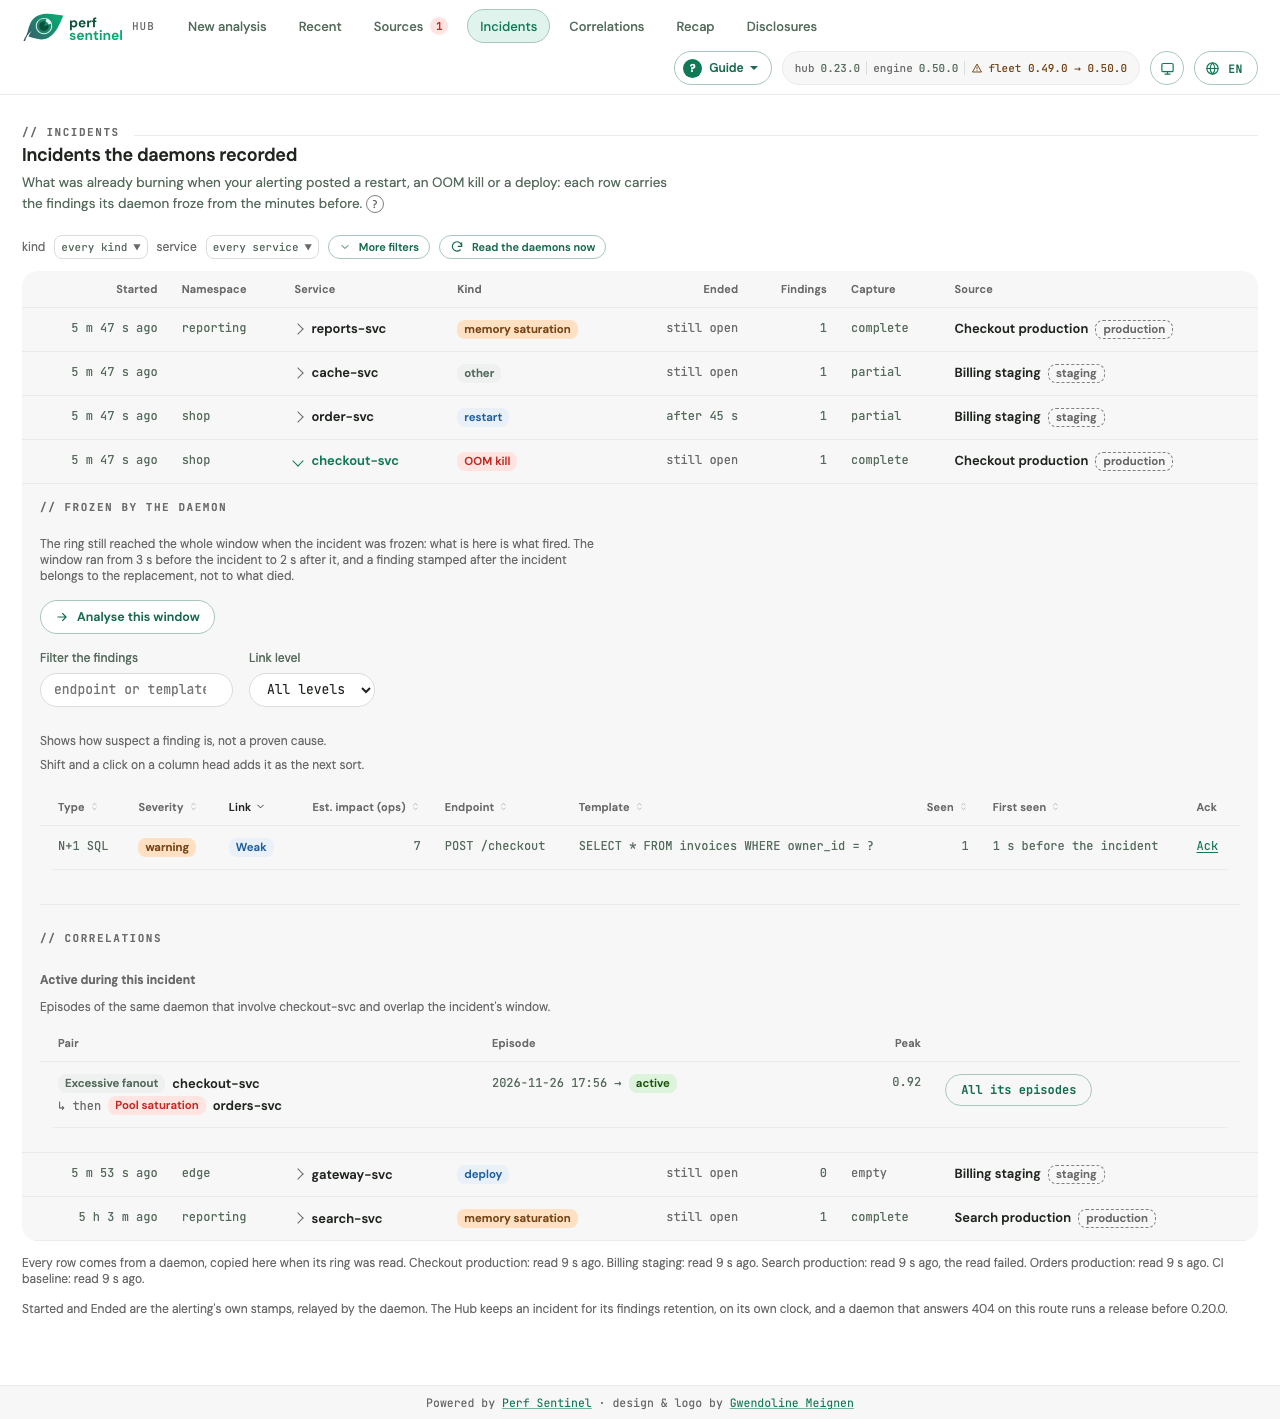 perf sentinel HUB New analysis Recent Sources 1 Incidents Correlations Recap Disclosures
? Guide hub 0.23.0 engine 0.50.0 fleet 0.49.0 → 0.50.0 EN
// INCIDENTS
Incidents the daemons recorded
What was already burning when your alerting posted a restart, an OOM kill or a deploy: each row carries
the findings its daemon froze from the minutes before. ?
kind every kind ▼ service every service ▼ More filters Read the daemons now
Started Namespace Service Kind Ended Findings Capture Source
5 m 47 s ago reporting reports-svc memory saturation still open 1 complete Checkout production production
5 m 47 s ago cache-svc other still open 1 partial Billing staging staging
5 m 47 s ago shop order-svc restart after 45 s 1 partial Billing staging staging
5 m 47 s ago shop checkout-svc OOM kill still open 1 complete Checkout production production
// FROZEN BY THE DAEMON
The ring still reached the whole window when the incident was frozen: what is here is what fired. The
window ran from 3 s before the incident to 2 s after it, and a finding stamped after the incident
belongs to the replacement, not to what died.
→ Analyse this window
Filter the findings Link level
endpoint or template All levels
Shows how suspect a finding is, not a proven cause.
Shift and a click on a column head adds it as the next sort.
Type Severity Link Est. impact (ops) Endpoint Template Seen First seen Ack
N+1 SQL warning Weak 7 POST /checkout SELECT * FROM invoices WHERE owner_id = ? 1 1 s before the incident Ack
// CORRELATIONS
Active during this incident
Episodes of the same daemon that involve checkout-svc and overlap the incident's window.
Pair Episode Peak
Excessive fanout checkout-svc 2026-11-26 17:56 → active 0.92 All its episodes
↳ then Pool saturation orders-svc
5 m 53 s ago edge gateway-svc deploy still open 0 empty Billing staging staging
5 h 3 m ago reporting search-svc memory saturation still open 1 complete Search production production
Every row comes from a daemon, copied here when its ring was read. Checkout production: read 9 s ago. Billing staging: read 9 s ago. Search production: read 9 s ago, the read failed. Orders production: read 9 s ago. CI
baseline: read 9 s ago.
Started and Ended are the alerting's own stamps, relayed by the daemon. The Hub keeps an incident for its findings retention, on its own clock, and a daemon that answers 404 on this route runs a release before 0.20.0.
Powered by Perf Sentinel · design & logo by Gwendoline Meignen